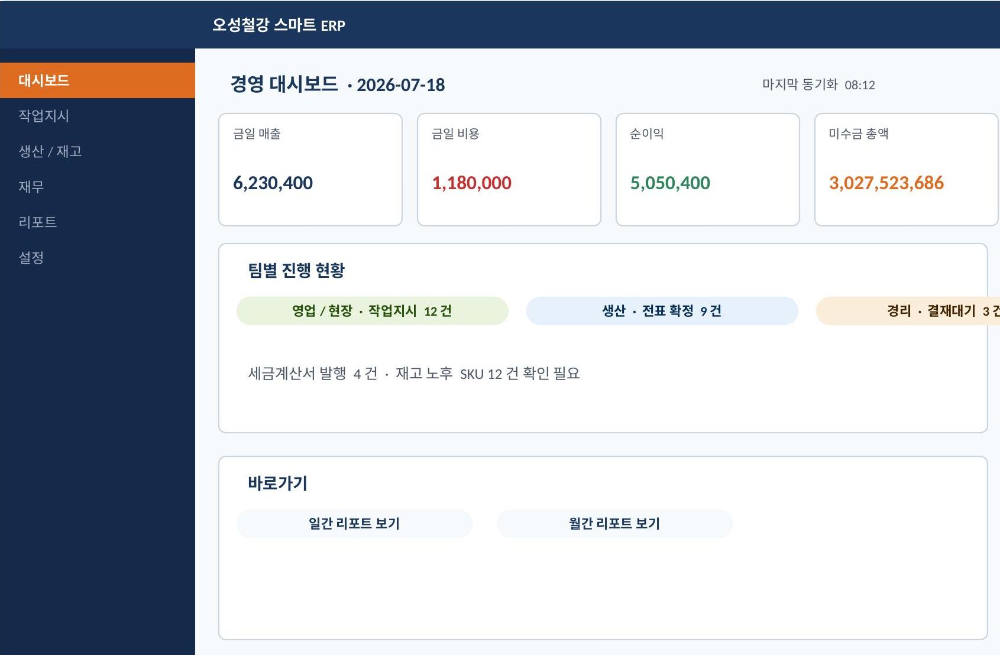 오성철강 스마트 ERP
대시보드
작업지시
생산 / 재고
재무
리포트
설정
경영 대시보드 · 2026-07-18
마지막 동기화 08:12
금일 매출
6,230,400
금일 비용
1,180,000
순이익
5,050,400
미수금 총액
3,027,523,686
팀별 진행 현황
영업 / 현장 · 작업지시 12 건
생산 · 전표 확정 9 건
경리 · 결재대기 3 건
세금계산서 발행 4 건 · 재고 노후 SKU 12 건 확인 필요
바로가기
일간 리포트 보기
월간 리포트 보기